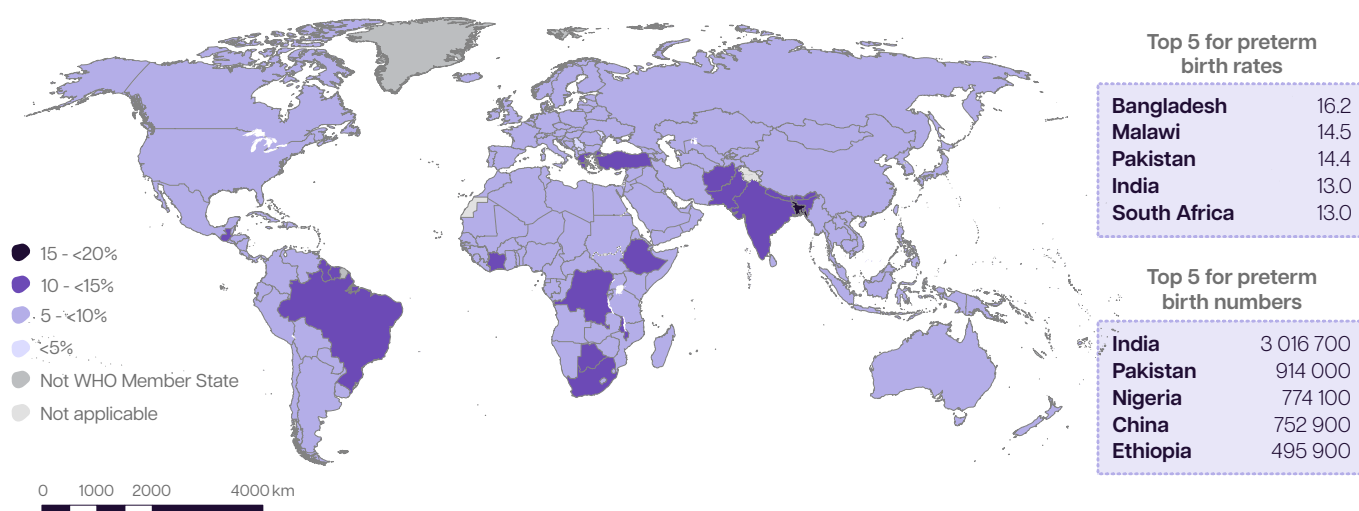 Top 5 for preterm
birth rates
Bangladesh 16.2
Malawi 14.5
Pakistan 14.4
India 13.0
South Africa 13.0
15 - <20%
10 - <15%
5 - <10%
<5%
Not WHO Member State
Not applicable
Top 5 for preterm
birth numbers
India 3 016 700
Pakistan 914 000
Nigeria 774 100
China 752 900
Ethiopia 495 900
0 1000 2000 4000 km